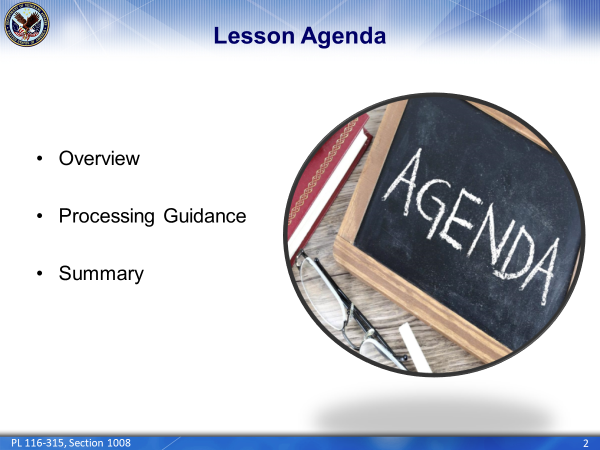 Lesson Agenda
• Overview
• Processing Guidance
• Summary
AGENDA
PL 116-315, Section 1008
2